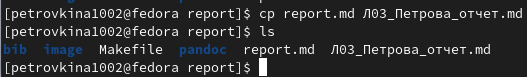 [petrovkina1002@fedora report]$ cp report.md Л03_Петрова_отчет.md
[petrovkina1002@fedora report]$ ls
bib image Makefile pandoc report.md Л03_Петрова_отчет.md
[petrovkina1002@fedora report]$